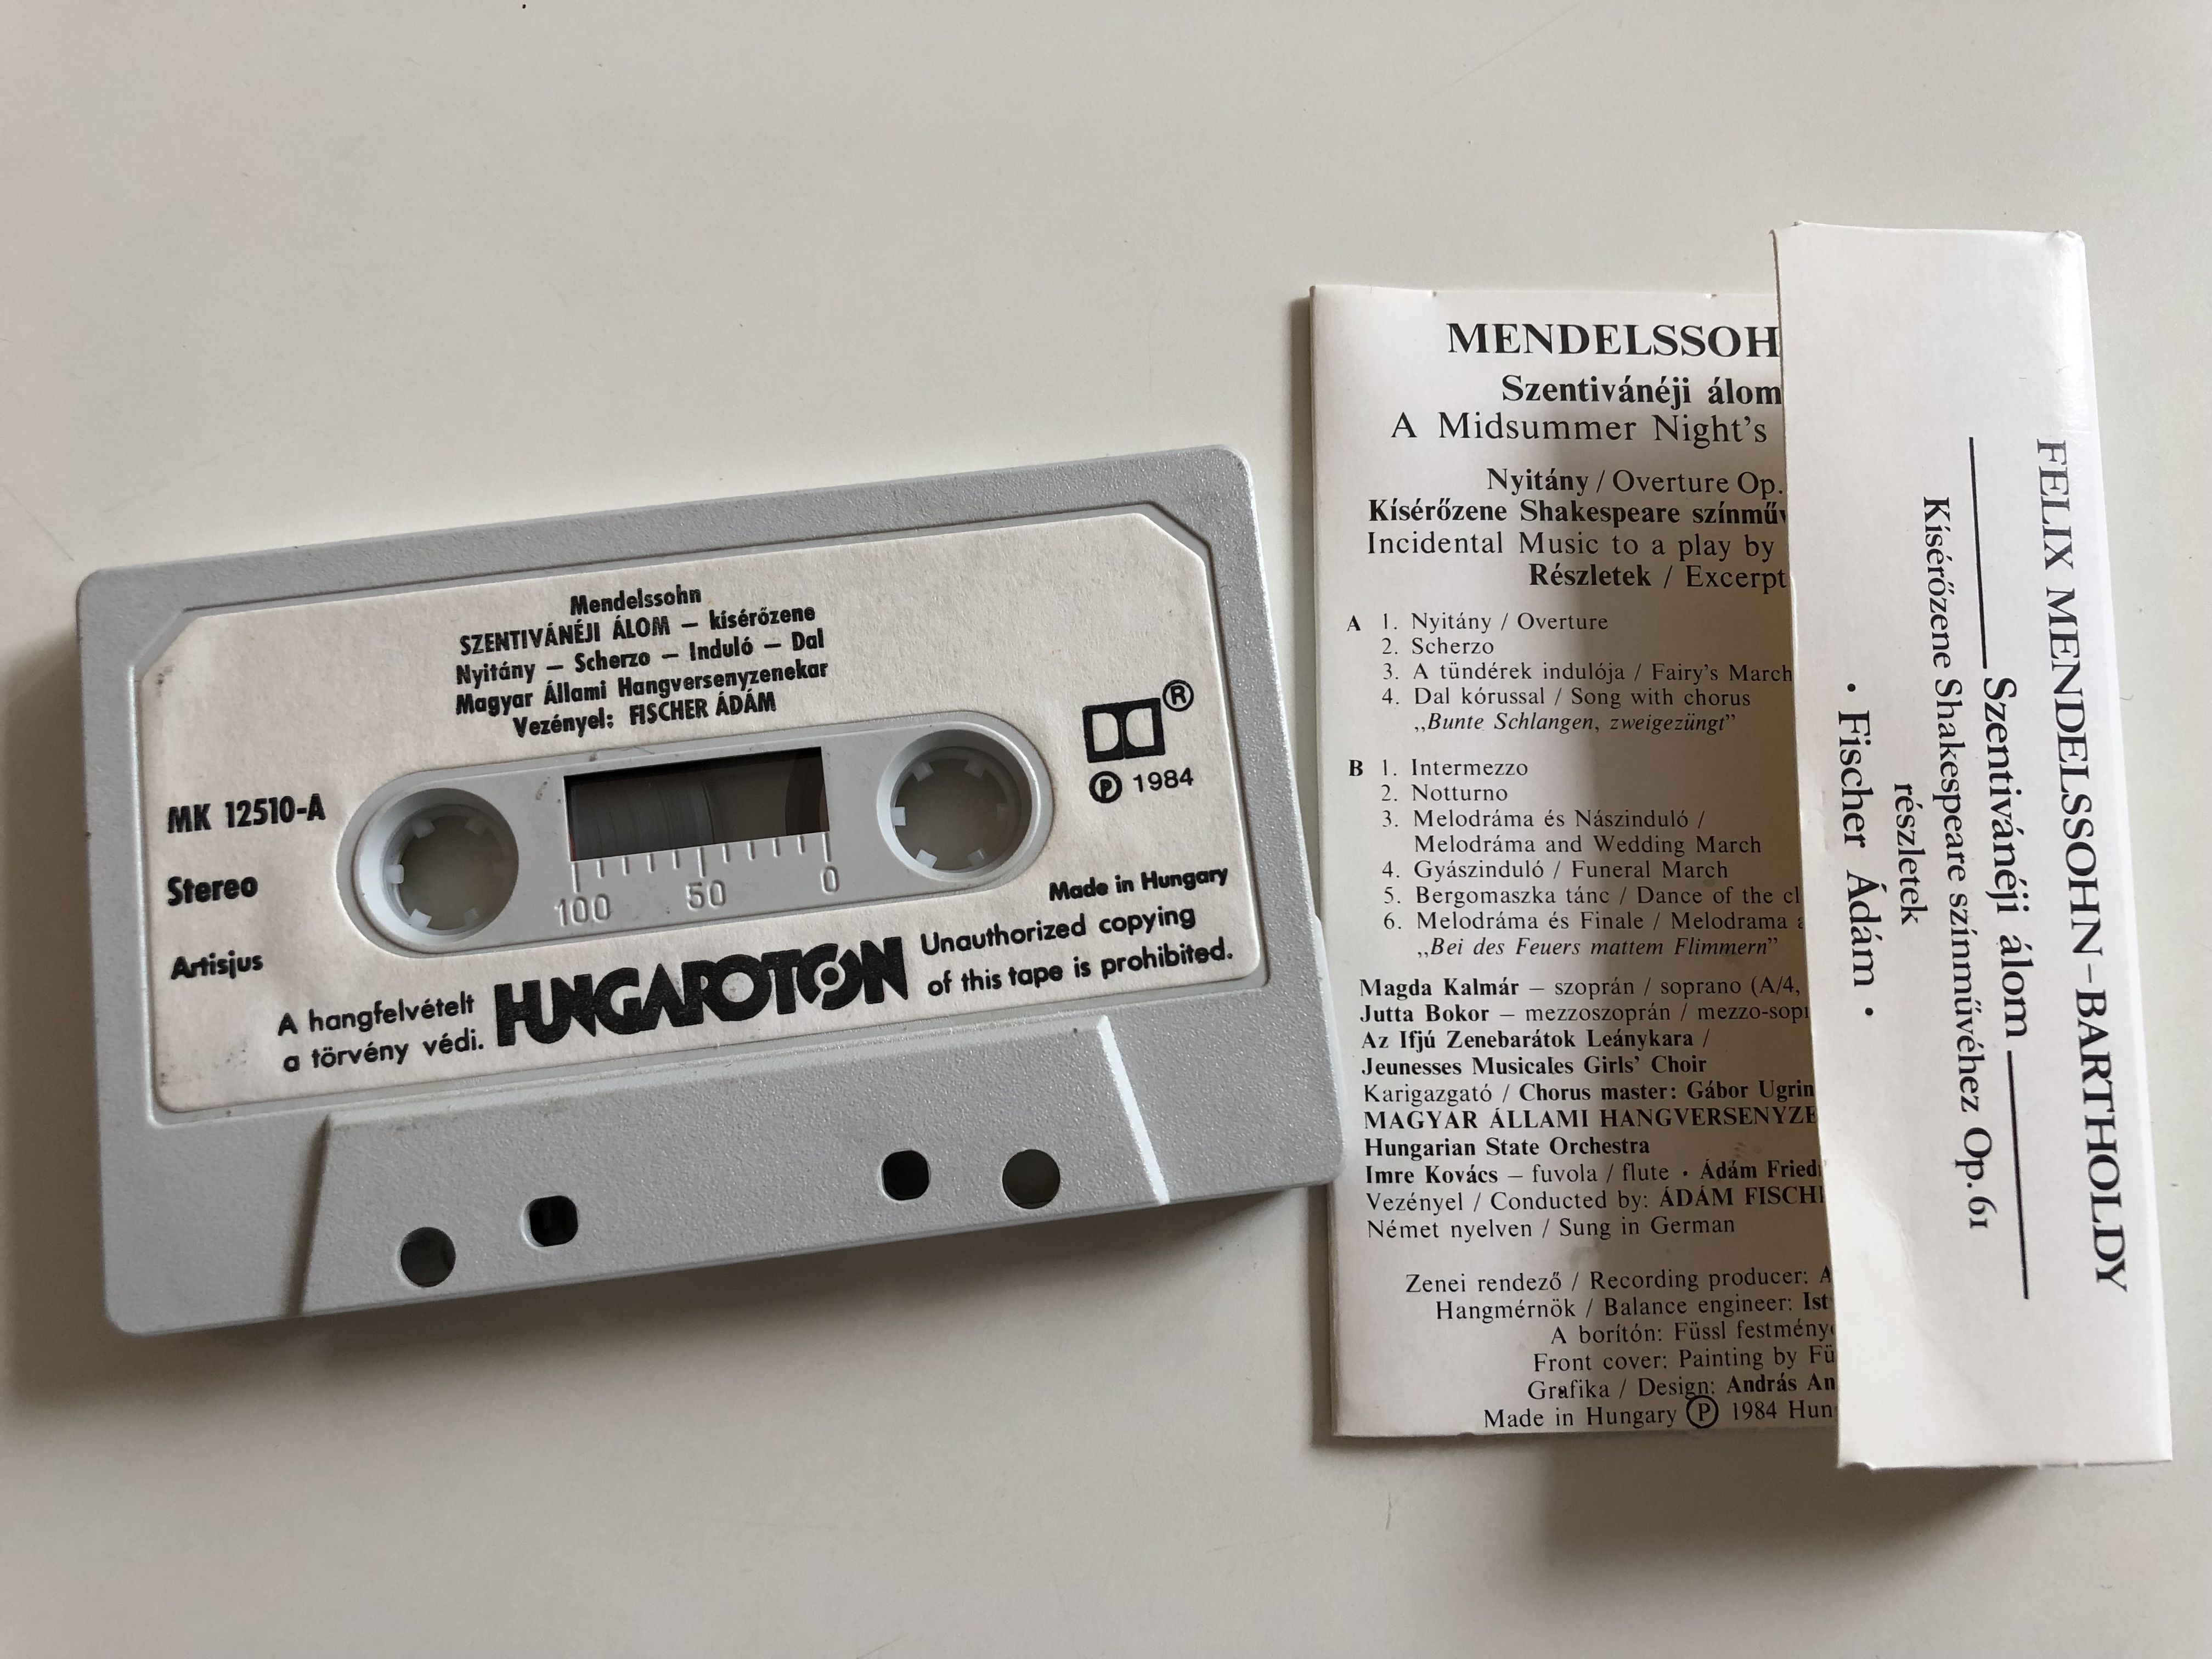 Mendelssohn
SZENTIVÁNÉJI ÁLOM – kísérőzene
Nyitány – Scherzo – Induló – Dal
Magyar Állami Hangversenyzenekar
Vezényel: FISCHER ÁDÁM
®
℗ 1984
MK 12510-A
Stereo
Artisjus
100 50 0
Made in Hungary
A hangfelvételt
a törvény védi.
HUNGAROTON
Unauthorized copying
of this tape is prohibited.
MENDELSSOH
Szentivánéji álom
A Midsummer Night's
Nyitány / Overture Op.
Kísérőzene Shakespeare színmű
Incidental Music to a play by
Részletek / Excerpt
A 1. Nyitány / Overture
2. Scherzo
3. A tündérek indulója / Fairy's March
4. Dal kórussal / Song with chorus
„Bunte Schlangen, zweigezüngt”
B 1. Intermezzo
2. Notturno
3. Melodráma és Nászinduló /
Melodráma and Wedding March
4. Gyászinduló / Funeral March
5. Bergomaszka tánc / Dance of the cl
6. Melodráma és Finale / Melodrama
„Bei des Feuers mattem Flimmern”
Magda Kalmár – szoprán / soprano (A/4,
Jutta Bokor – mezzoszoprán / mezzo-sop
Az Ifjú Zenebarátok Leánykara /
Jeunesses Musicales Girls' Choir
Karigazgató / Chorus master: Gábor Ugrin
MAGYAR ÁLLAMI HANGVERSENYZE
Hungarian State Orchestra
Imre Kovács – fuvola / flute • Ádám Fried
Vezényel / Conducted by: ÁDÁM FISCH
Német nyelven / Sung in German
Zenei rendező / Recording producer: A
Hangmérnök / Balance engineer: Ist
A borítón: Füssl festmény
Front cover: Painting by Fü
Grafika / Design: András An
Made in Hungary ℗ 1984 Hun
FELIX MENDELSSOHN-BARTHOLDY
Szentivánéji álom
Kísérőzene Shakespeare színművéhez Op. 61
részletek
• Fischer Ádám •